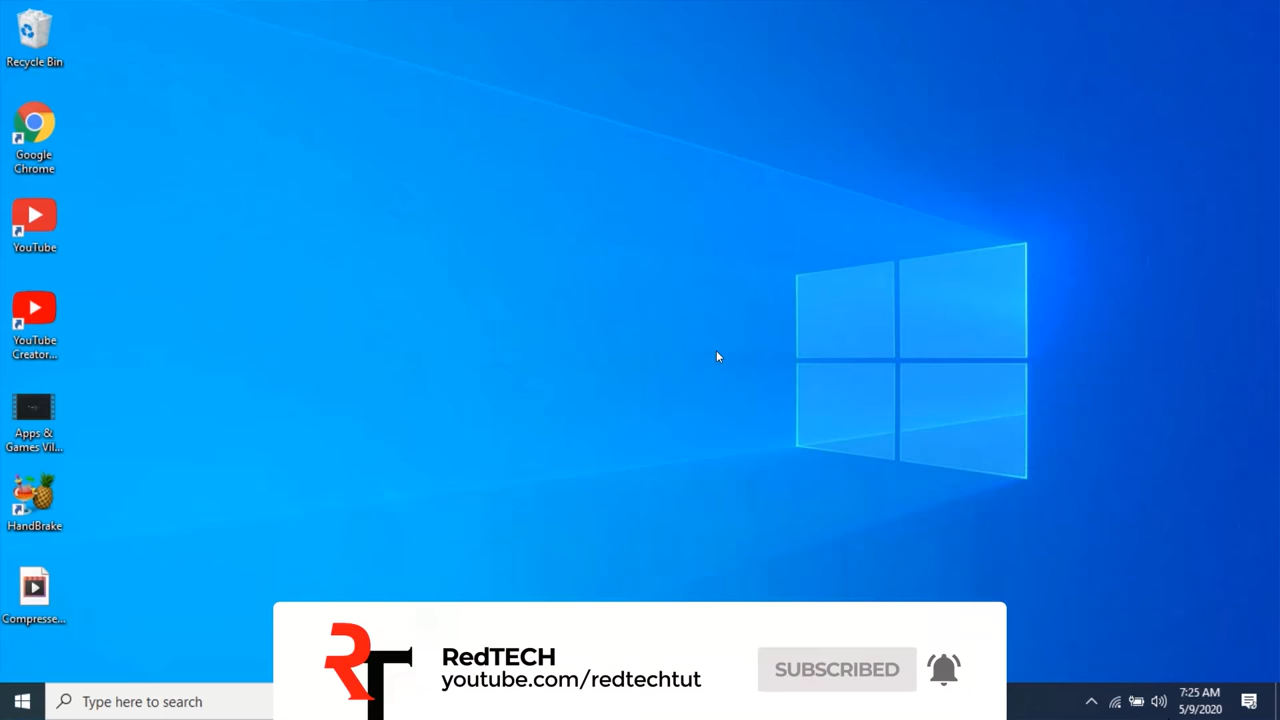 Recycle Bin
Google
Chrome
YouTube
YouTube
Creator...
Apps &
Games Vil...
HandBrake
Compresse...
RT
RedTECH
youtube.com/redtechtut
SUBSCRIBED
Type here to search
7:25 AM
5/9/2020